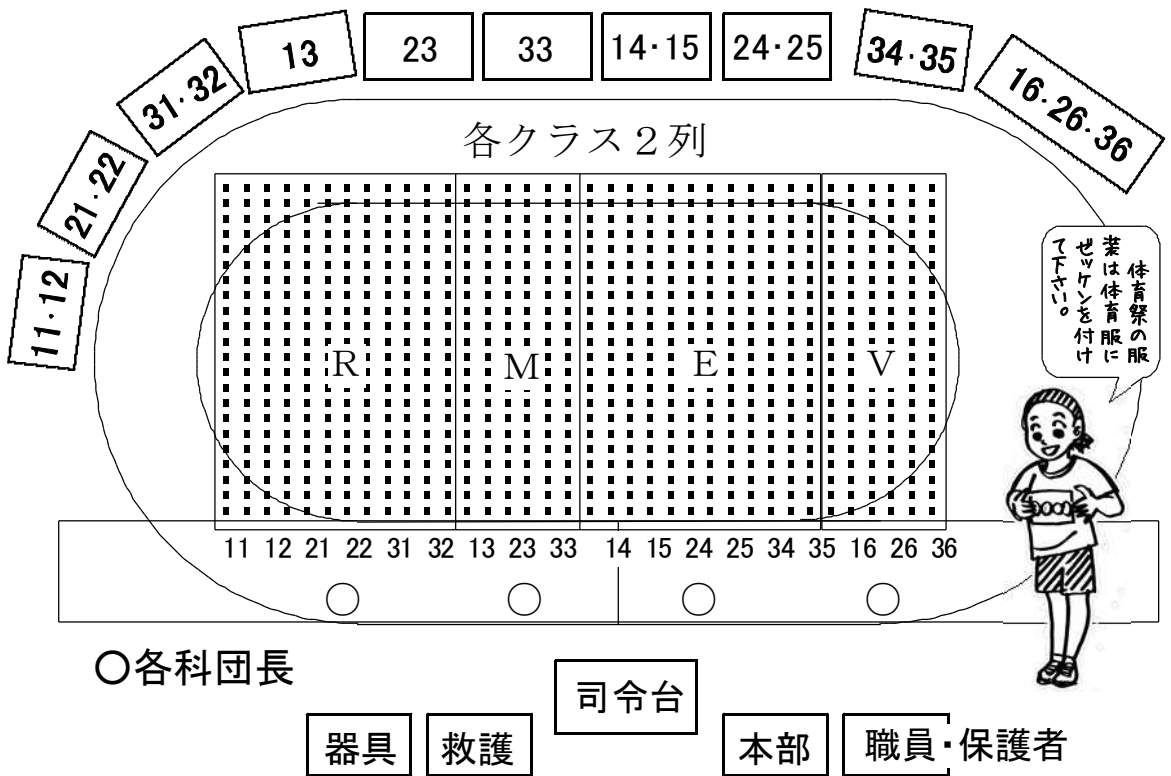 13
23
33
14・15
24・25
34・35
31・32
16・26・36
21・22
11・12
各クラス２列
体育祭の服
装は体育服に
ゼッケンを付け
て下さい。
R
M
E
V
11 12 21 22 31 32 13 23 33 14 15 24 25 34 35 16 26 36
○各科団長
司令台
器具
救護
本部
職員・保護者